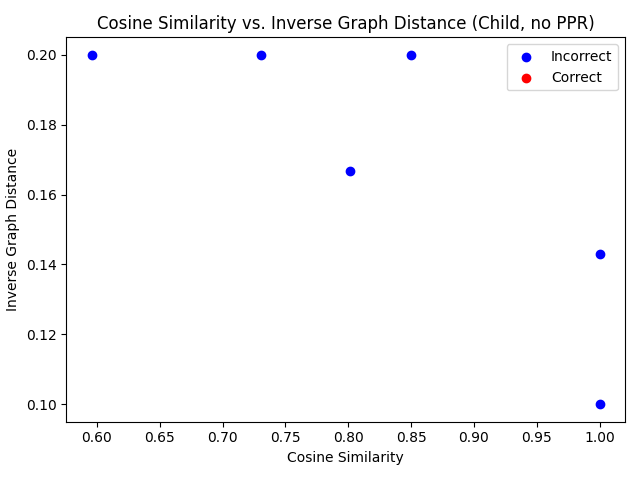 Cosine Similarity vs. Inverse Graph Distance (Child, no PPR)
Incorrect
Correct
Inverse Graph Distance
0.20
0.18
0.16
0.14
0.12
0.10
0.60 0.65 0.70 0.75 0.80 0.85 0.90 0.95 1.00
Cosine Similarity